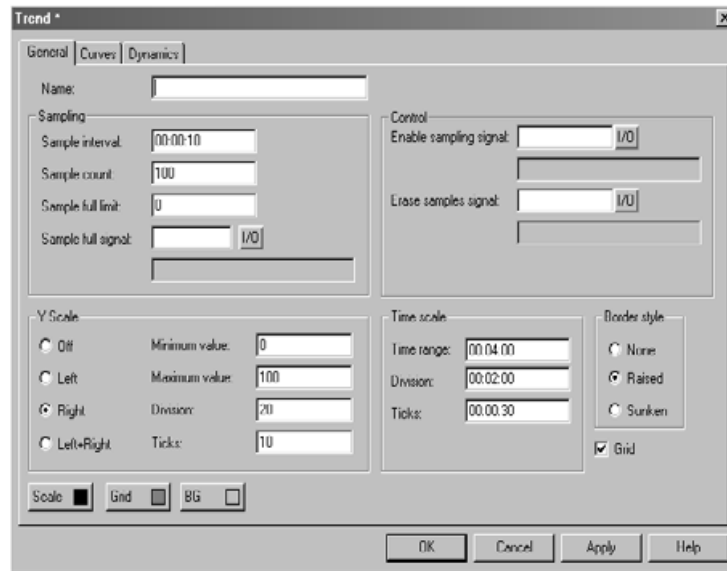 Trend *
General Curves Dynamics
Name:
Sampling
Sample interval: 00:00:10
Sample count: 100
Sample full limit: 0
Sample full signal: I/O
Control
Enable sampling signal: I/O
Erase samples signal: I/O
Y Scale
Off Minimum value: 0
Left Maximum value: 100
Right Division: 20
Left+Right Ticks: 10
Time scale
Time range: 00:04:00
Division: 00:02:00
Ticks: 00:00:30
Border style
None
Raised
Sunken
Grid
Scale Grid BG
OK Cancel Apply Help